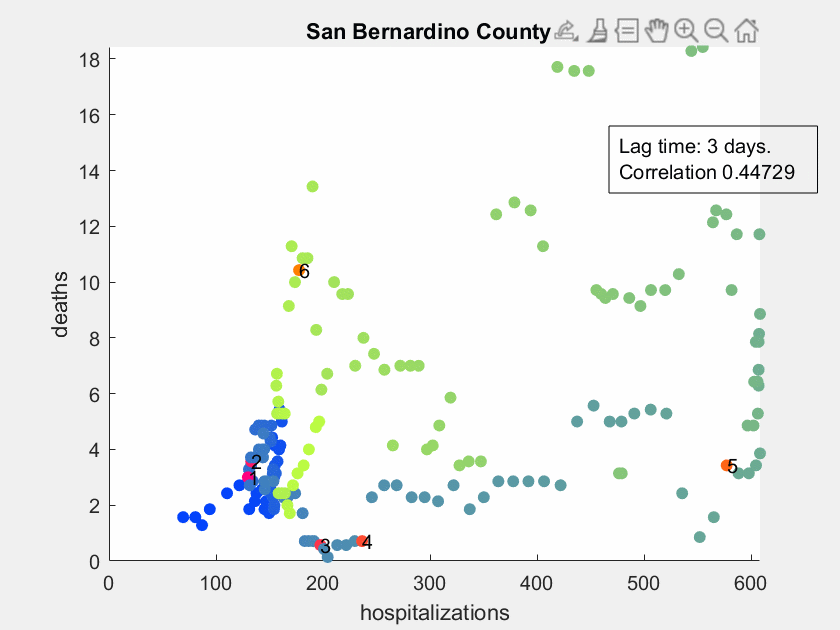 San Bernardino County
18
16
14
12
10
8
6
4
2
0
deaths
Lag time: 3 days.
Correlation 0.44729
6
2
1
5
3
4
0 100 200 300 400 500 600
hospitalizations